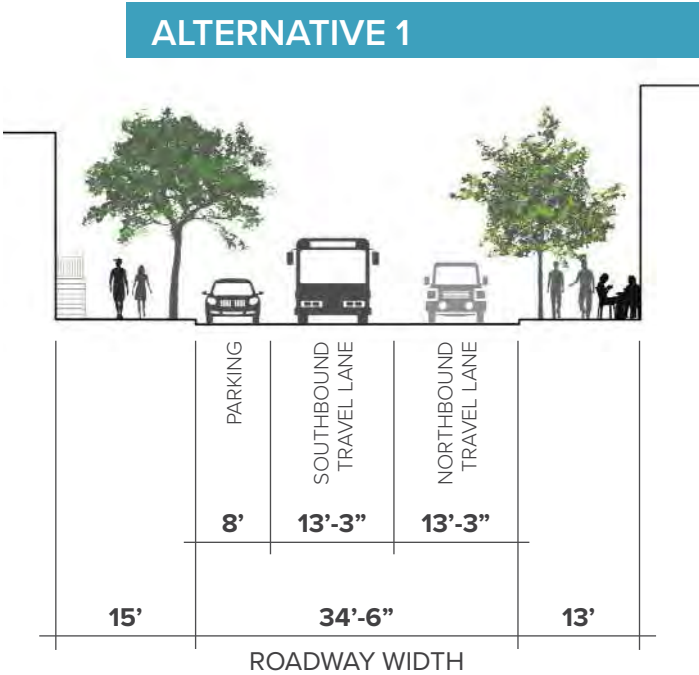 ALTERNATIVE 1
PARKING
SOUTHBOUND
TRAVEL LANE
NORTHBOUND
TRAVEL LANE
8’
13’-3”
13’-3”
15’
34’-6”
13’
ROADWAY WIDTH